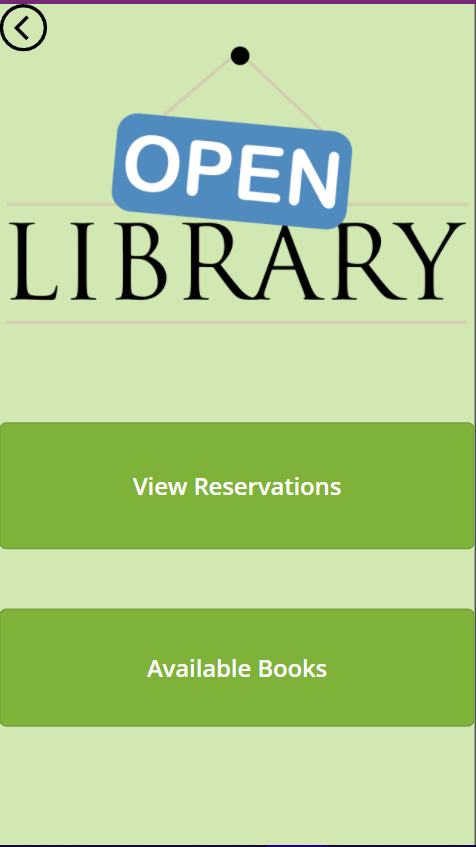 OPEN
LIBRARY
View Reservations
Available Books